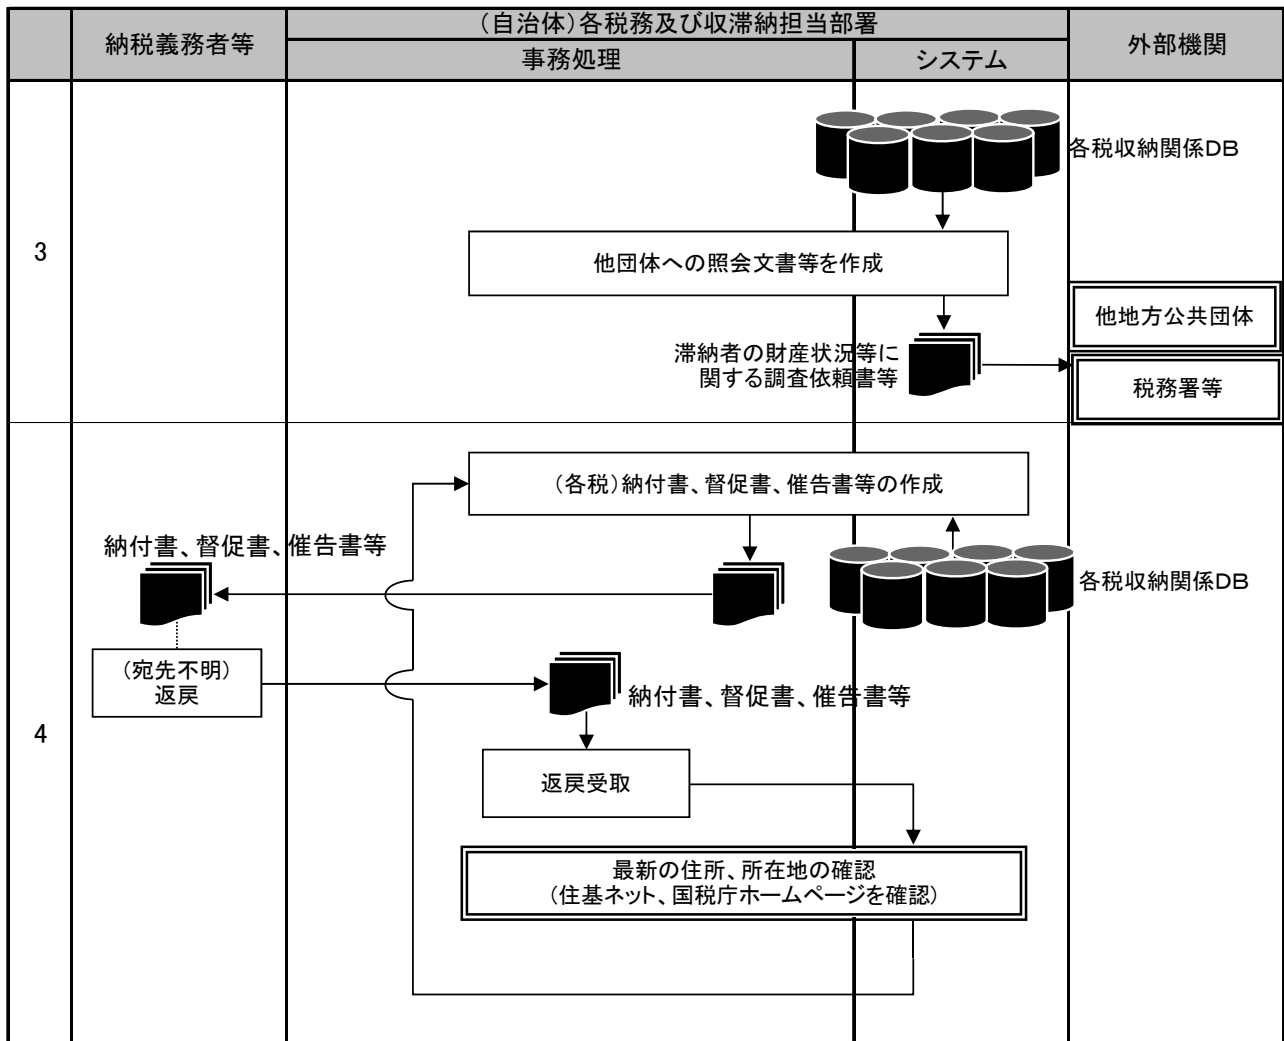 納税義務者等
(自治体)各税務及び収滞納担当部署
事務処理
システム
外部機関
3
各税収納関係DB
他団体への照会文書等を作成
他地方公共団体
滞納者の財産状況等に
関する調査依頼書等
税務署等
4
(各税)納付書、督促書、催告書等の作成
納付書、督促書、催告書等
各税収納関係DB
(宛先不明)
返戻
納付書、督促書、催告書等
返戻受取
最新の住所、所在地の確認
(住基ネット、国税庁ホームページを確認)